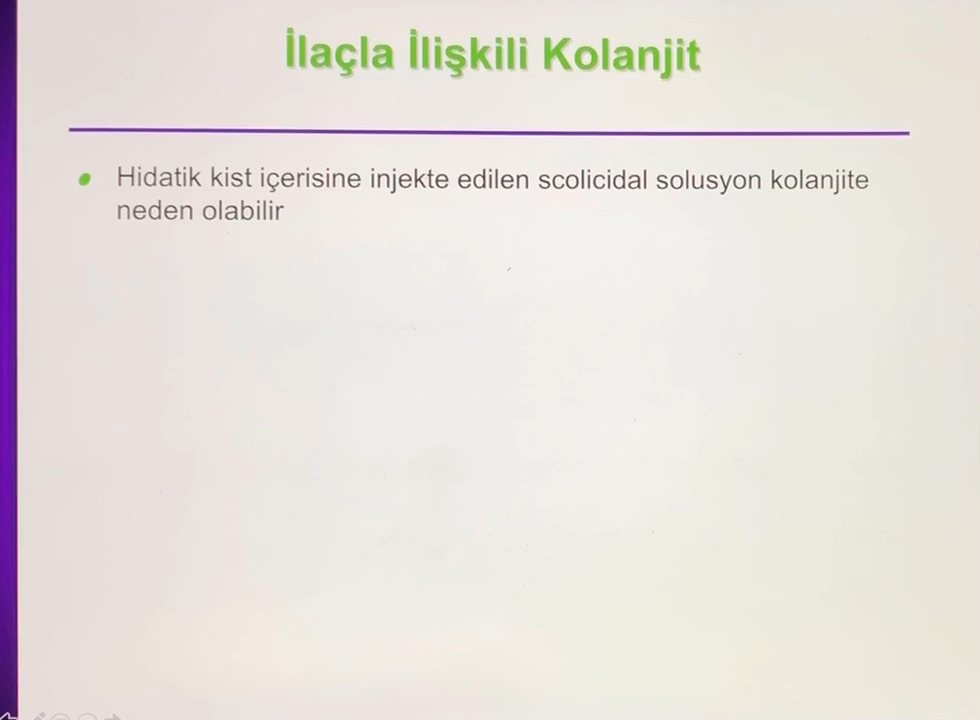 İlaçla İlişkili Kolanjit
Hidatik kist içerisine injekte edilen scolicidal solusyon kolanjite
neden olabilir